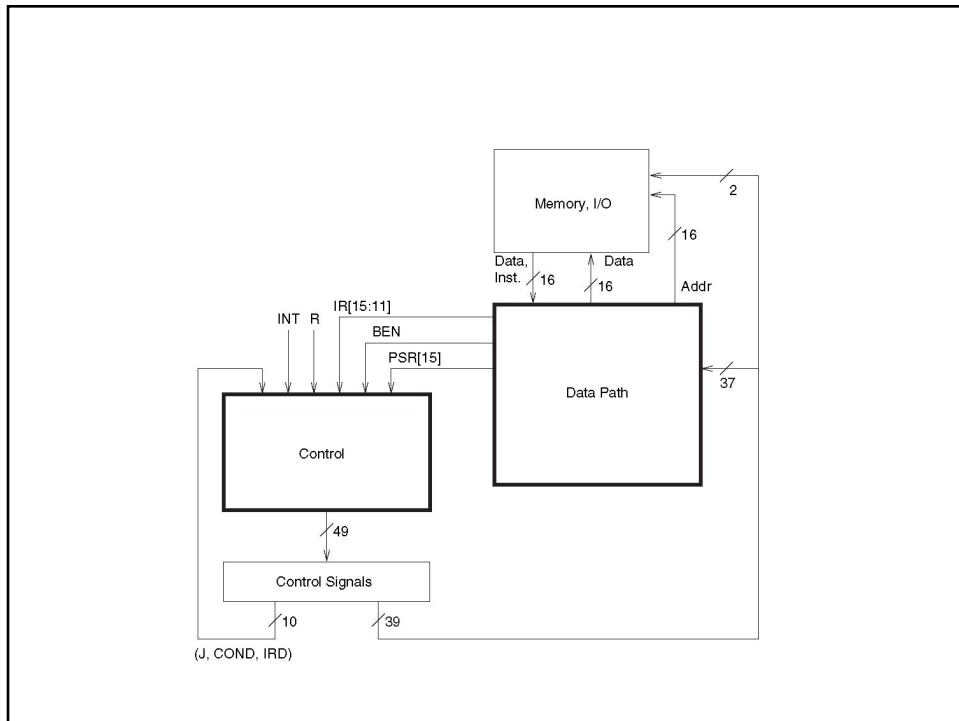 Memory, I/O
2
16
Data,
Inst.
16
16
Data
Addr
IR[15:11]
INT R
BEN
PSR[15]
37
Data Path
Control
49
Control Signals
10
39
(J, COND, IRD)